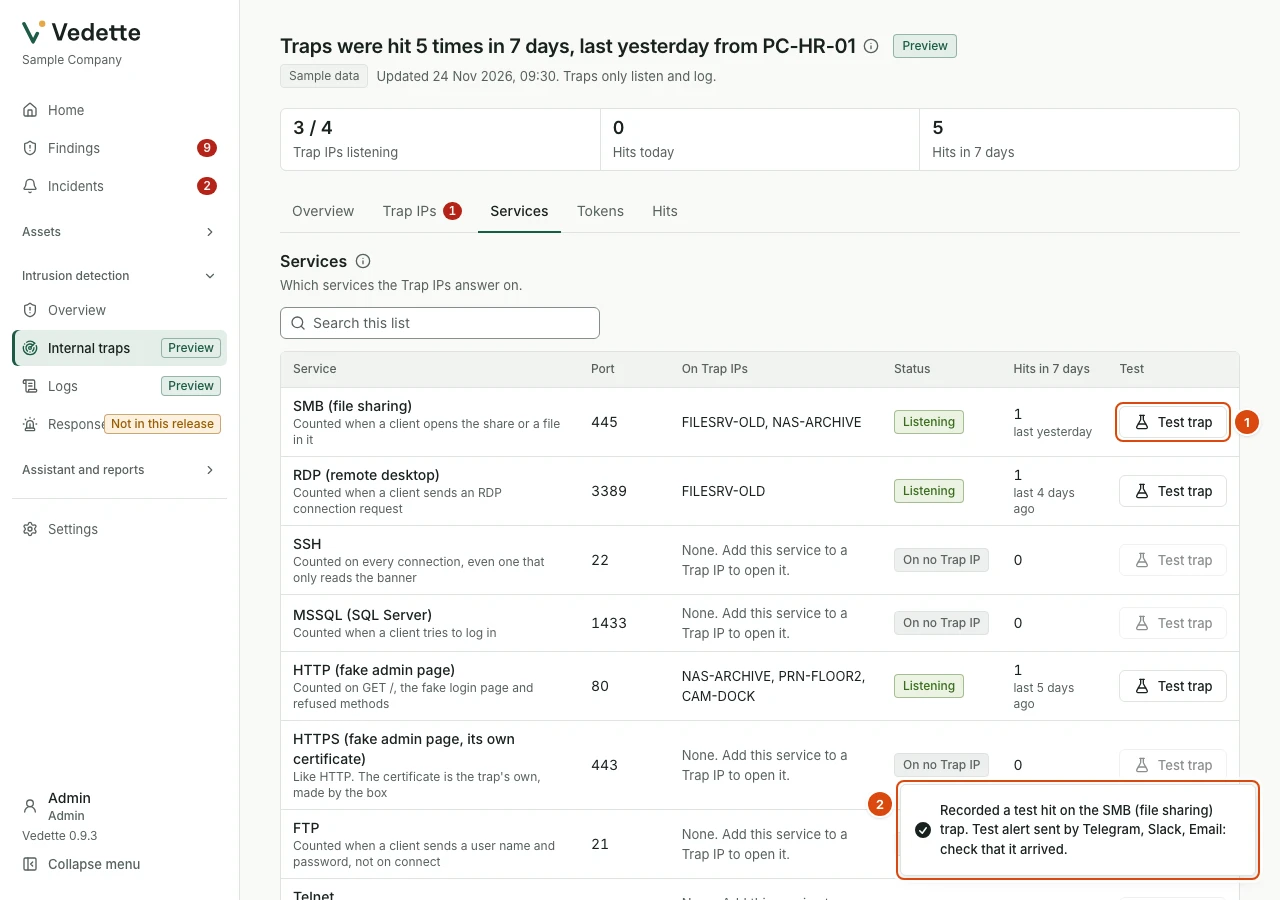 Vedette
Sample Company
Home
Findings 9
Incidents 2
Assets
Intrusion detection
Overview
Internal traps Preview
Logs Preview
Response Not in this release
Assistant and reports
Settings
Admin
Admin
Vedette 0.9.3
Collapse menu
Traps were hit 5 times in 7 days, last yesterday from PC-HR-01 Preview
Sample data Updated 24 Nov 2026, 09:30. Traps only listen and log.
3 / 4
Trap IPs listening
0
Hits today
5
Hits in 7 days
Overview Trap IPs 1 Services Tokens Hits
Services
Which services the Trap IPs answer on.
Search this list
Service Port On Trap IPs Status Hits in 7 days Test
SMB (file sharing)
Counted when a client opens the share or a file
in it
445
FILESRV-OLD, NAS-ARCHIVE
Listening
1
last yesterday
Test trap
1
RDP (remote desktop)
Counted when a client sends an RDP
connection request
3389
FILESRV-OLD
Listening
1
last 4 days
ago
Test trap
SSH
Counted on every connection, even one that
only reads the banner
22
None. Add this service to a
Trap IP to open it.
On no Trap IP
0
Test trap
MSSQL (SQL Server)
Counted when a client tries to log in
1433
None. Add this service to a
Trap IP to open it.
On no Trap IP
0
Test trap
HTTP (fake admin page)
Counted on GET /, the fake login page and
refused methods
80
NAS-ARCHIVE, PRN-FLOOR2,
CAM-DOCK
Listening
1
last 5 days
ago
Test trap
HTTPS (fake admin page, its own
certificate)
Like HTTP. The certificate is the trap's own,
made by the box
443
None. Add this service to a
Trap IP to open it.
On no Trap IP
0
Test trap
FTP
Counted when a client sends a user name and
password, not on connect
21
None. Add this service to a
Trap IP to open it.
2
Recorded a test hit on the SMB (file sharing)
trap. Test alert sent by Telegram, Slack, Email:
check that it arrived.
Telnet